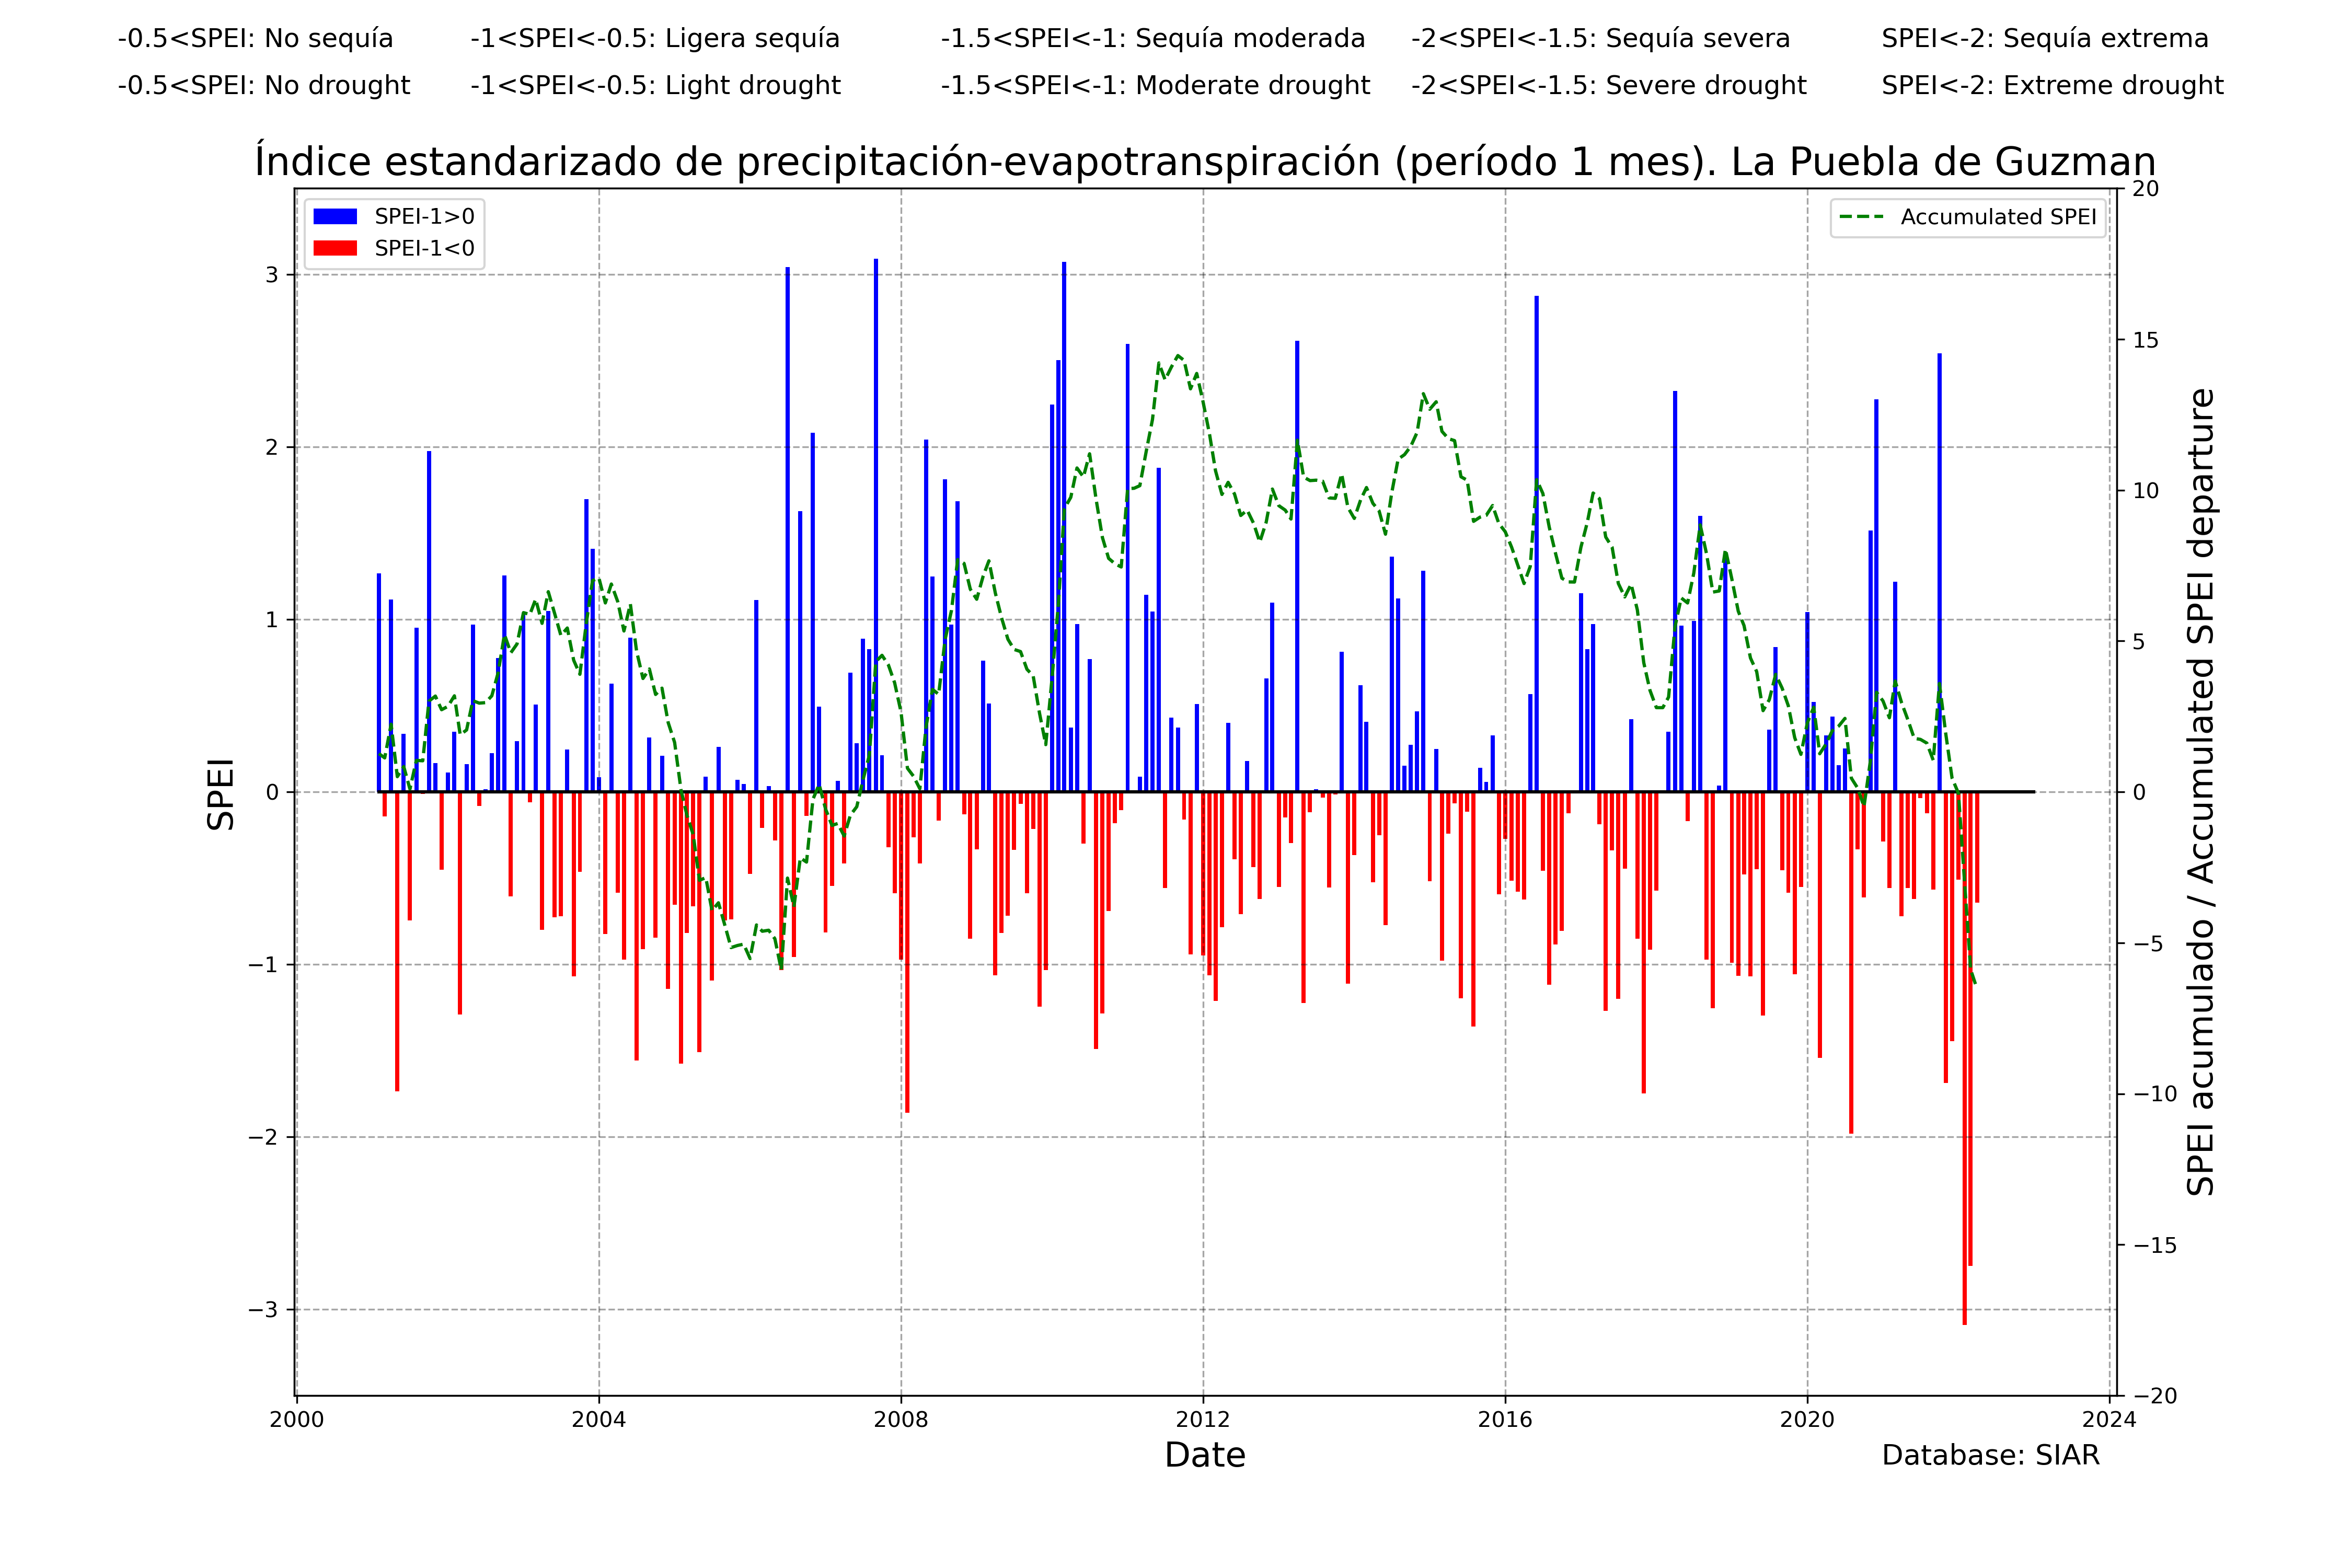 -0.5<SPEI: No sequía -1<SPEI<-0.5: Ligera sequía -1.5<SPEI<-1: Sequía moderada -2<SPEI<-1.5: Sequía severa SPEI<-2: Sequía extrema
-0.5<SPEI: No drought -1<SPEI<-0.5: Light drought -1.5<SPEI<-1: Moderate drought -2<SPEI<-1.5: Severe drought SPEI<-2: Extreme drought
Índice estandarizado de precipitación-evapotranspiración (período 1 mes). La Puebla de Guzman
SPEI-1>0
SPEI-1<0
Accumulated SPEI
SPEI
3
2
1
0
−1
−2
−3
20
15
10
5
0
−5
−10
−15
−20
SPEI acumulado / Accumulated SPEI departure
2000 2004 2008 2012 2016 2020 2024
Date
Database: SIAR